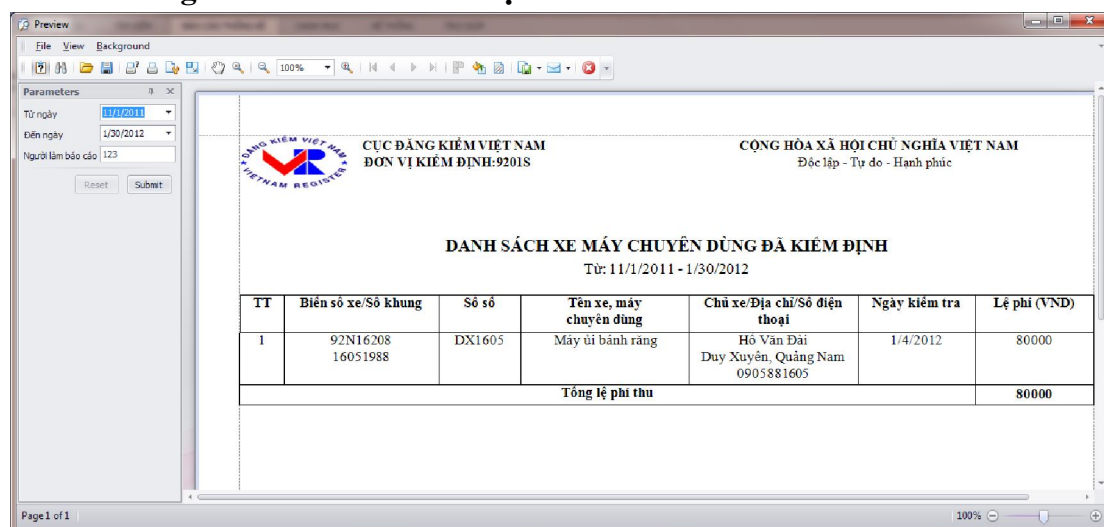 Preview
File View Background
100%
Parameters
Từ ngày 11/1/2011
Đến ngày 1/30/2012
Người làm báo cáo 123
Reset Submit
ĐĂNG KIỂM VIỆT NAM
VR
VIETNAM REGISTER
CỤC ĐĂNG KIỂM VIỆT NAM
ĐƠN VỊ KIỂM ĐỊNH:9201S
CỘNG HÒA XÃ HỘI CHỦ NGHĨA VIỆT NAM
Độc lập - Tự do - Hạnh phúc
DANH SÁCH XE MÁY CHUYÊN DÙNG ĐÃ KIỂM ĐỊNH
Từ: 11/1/2011 - 1/30/2012
TT Biển số xe/Số khung Sê số Tên xe, máy chuyên dùng Chủ xe/Địa chỉ/Số điện thoại Ngày kiểm tra Lệ phí (VND)
1 92N16208 DX1605 Máy ủi bánh răng Hồ Văn Đài 1/4/2012 80000
16051988 Duy Xuyên, Quảng Nam
0905881605
Tổng lệ phí thu 80000
Page 1 of 1 100%